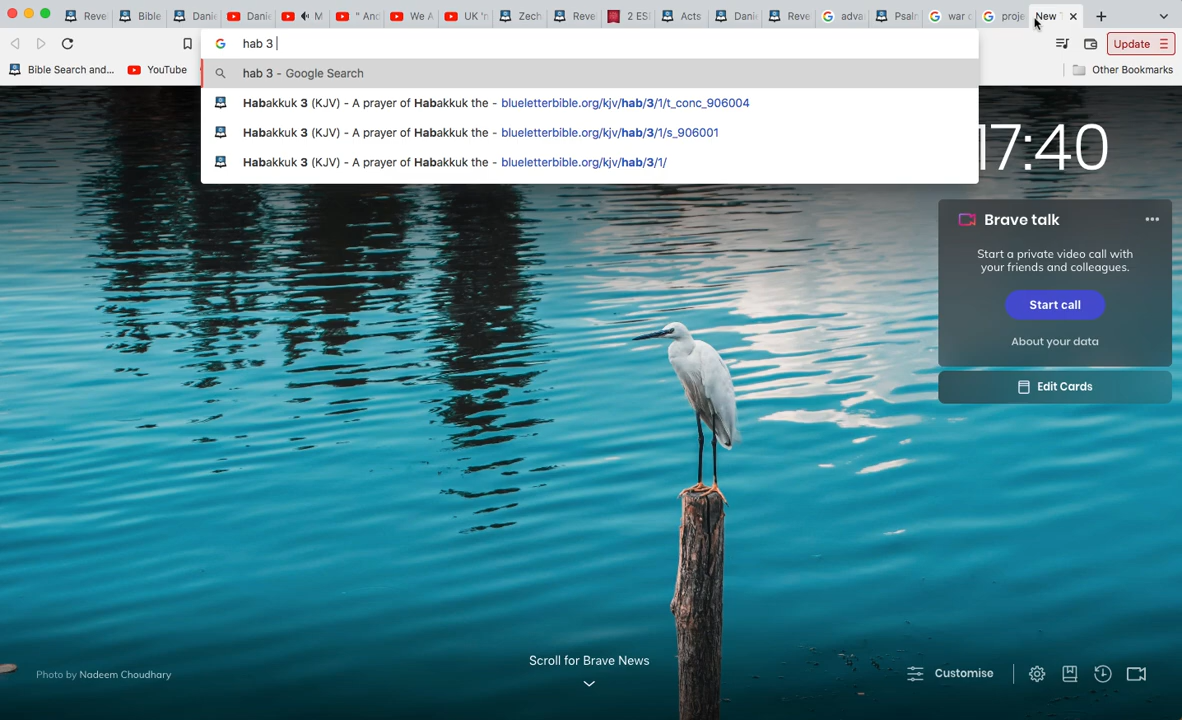 Reve Bible Danie Danie M " And We A UK 'n Zech Reve 2 ES Acts Danie Reve adva Psalm war c proje New T
hab 3
Update
Bible Search and... YouTube Other Bookmarks
hab 3 - Google Search
Habakkuk 3 (KJV) - A prayer of Habakkuk the - blueletterbible.org/kjv/hab/3/1/t_conc_906004
Habakkuk 3 (KJV) - A prayer of Habakkuk the - blueletterbible.org/kjv/hab/3/1/s_906001
Habakkuk 3 (KJV) - A prayer of Habakkuk the - blueletterbible.org/kjv/hab/3/1/
17:40
Brave talk
Start a private video call with
your friends and colleagues.
Start call
About your data
Edit Cards
Scroll for Brave News
Photo by Nadeem Choudhary
Customise